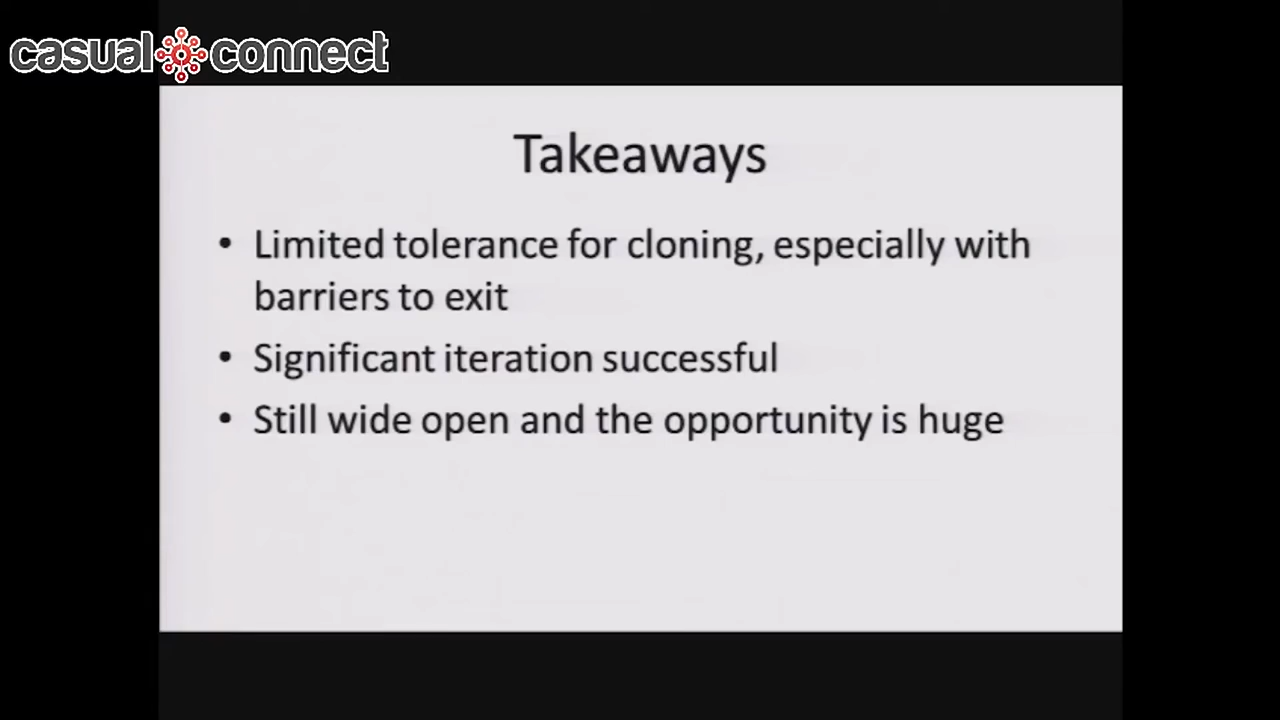 casual connect
Takeaways
• Limited tolerance for cloning, especially with
barriers to exit
• Significant iteration successful
• Still wide open and the opportunity is huge